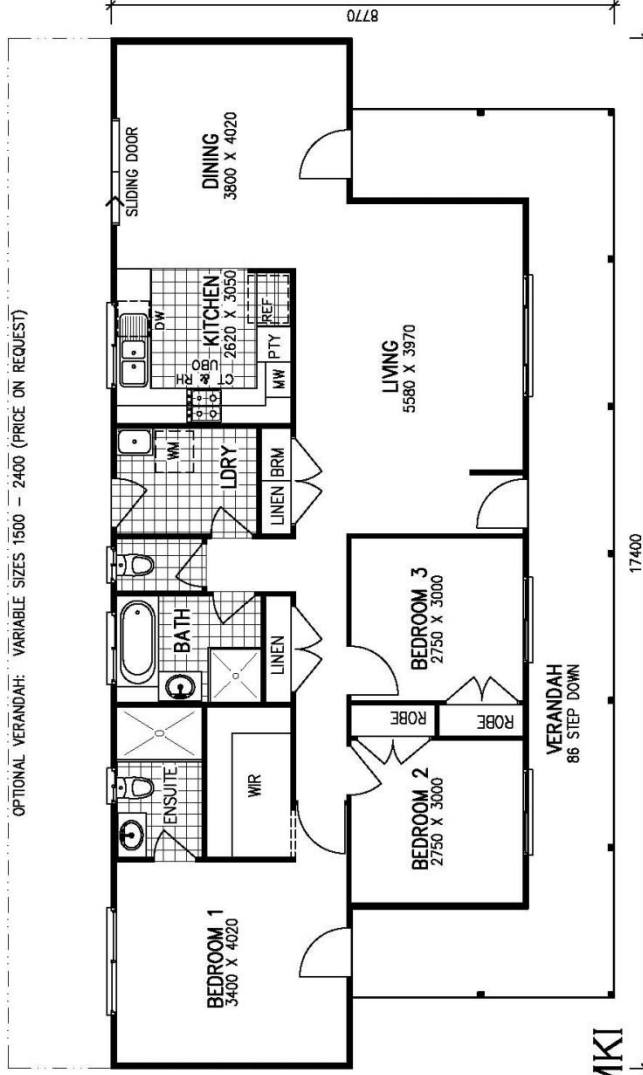 OPTIONAL VERANDAH: VARIABLE SIZES 1500 - 2400 (PRICE ON REQUEST)
8770
SLIDING DOOR
DINING
3800 X 4020
KITCHEN
2620 X 3050
DW
REF
PTY
MW
CT & RH
UBO
WM
LDRY
LINEN
BRM
BATH
LINEN
ENSUITE
WIR
BEDROOM 1
3400 X 4020
LIVING
5580 X 3970
BEDROOM 3
2750 X 3000
ROBE
ROBE
BEDROOM 2
2750 X 3000
VERANDAH
86 STEP DOWN
17400
MKI